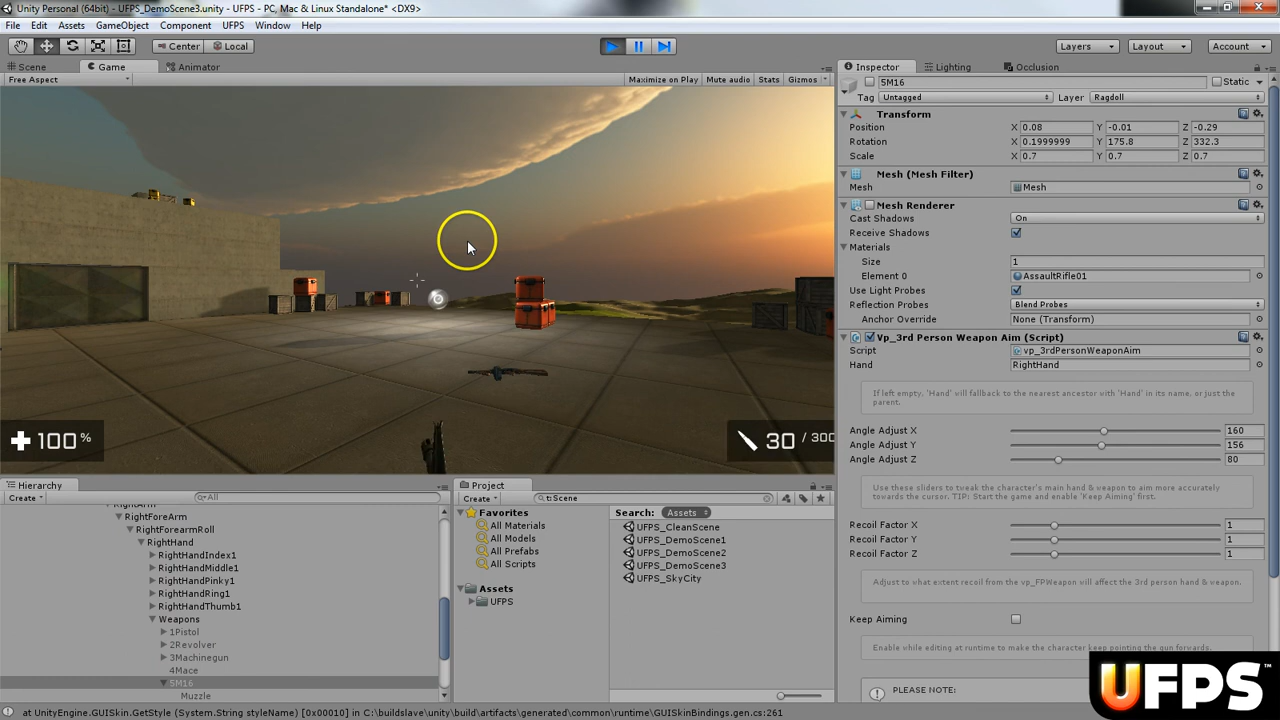 Unity Personal (64bit) - UFPS_DemoScene3.unity - UFPS - PC, Mac & Linux Standalone* <DX9>
File Edit Assets GameObject Component UFPS Window Help
Center Local Layers Layout Account
Scene Game Animator
Free Aspect Maximize on Play Mute audio Stats Gizmos
100 %
30 / 300
Hierarchy
Create All
RightArm
RightForeArm
RightForearmRoll
RightHand
RightHandIndex1
RightHandMiddle1
RightHandPinky1
RightHandRing1
RightHandThumb1
Weapons
1Pistol
2Revolver
3Machinegun
4Mace
5M16
Muzzle
Project
Create t:Scene
Favorites
All Materials
All Models
All Prefabs
All Scripts
Assets
UFPS
Search: Assets
UFPS_CleanScene
UFPS_DemoScene1
UFPS_DemoScene2
UFPS_DemoScene3
UFPS_SkyCity
Inspector Lighting Occlusion
5M16 Static
Tag Untagged Layer Ragdoll
Transform
Position X 0.08 Y -0.01 Z -0.29
Rotation X 0.1999999 Y 175.8 Z 332.3
Scale X 0.7 Y 0.7 Z 0.7
Mesh (Mesh Filter)
Mesh Mesh
Mesh Renderer
Cast Shadows On
Receive Shadows
Materials
Size 1
Element 0 AssaultRifle01
Use Light Probes
Reflection Probes Blend Probes
Anchor Override None (Transform)
Vp_3rd Person Weapon Aim (Script)
Script vp_3rdPersonWeaponAim
Hand RightHand
If left empty, 'Hand' will fallback to the nearest ancestor with 'Hand' in its name, or just the
parent.
Angle Adjust X 160
Angle Adjust Y 156
Angle Adjust Z 80
Use these sliders to tweak the character's main hand & weapon to aim more accurately
towards the cursor. TIP: Start the game and enable 'Keep Aiming' first.
Recoil Factor X 1
Recoil Factor Y 1
Recoil Factor Z 1
Adjust to what extent recoil from the vp_FPWeapon will affect the 3rd person hand & weapon.
Keep Aiming
Enable while editing at runtime to make the character keep pointing the gun forwards.
PLEASE NOTE:
UFPS™
at UnityEngine.GUISkin.GetStyle (System.String styleName) [0x00010] in C:\buildslave\unity\build\artifacts\generated\common\runtime\GUISkinBindings.gen.cs:261